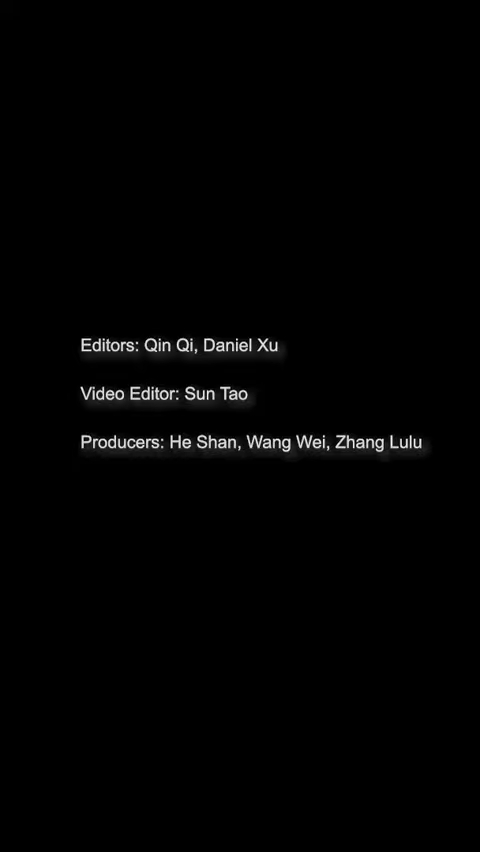 Editors: Qin Qi, Daniel Xu
Video Editor: Sun Tao
Producers: He Shan, Wang Wei, Zhang Lulu